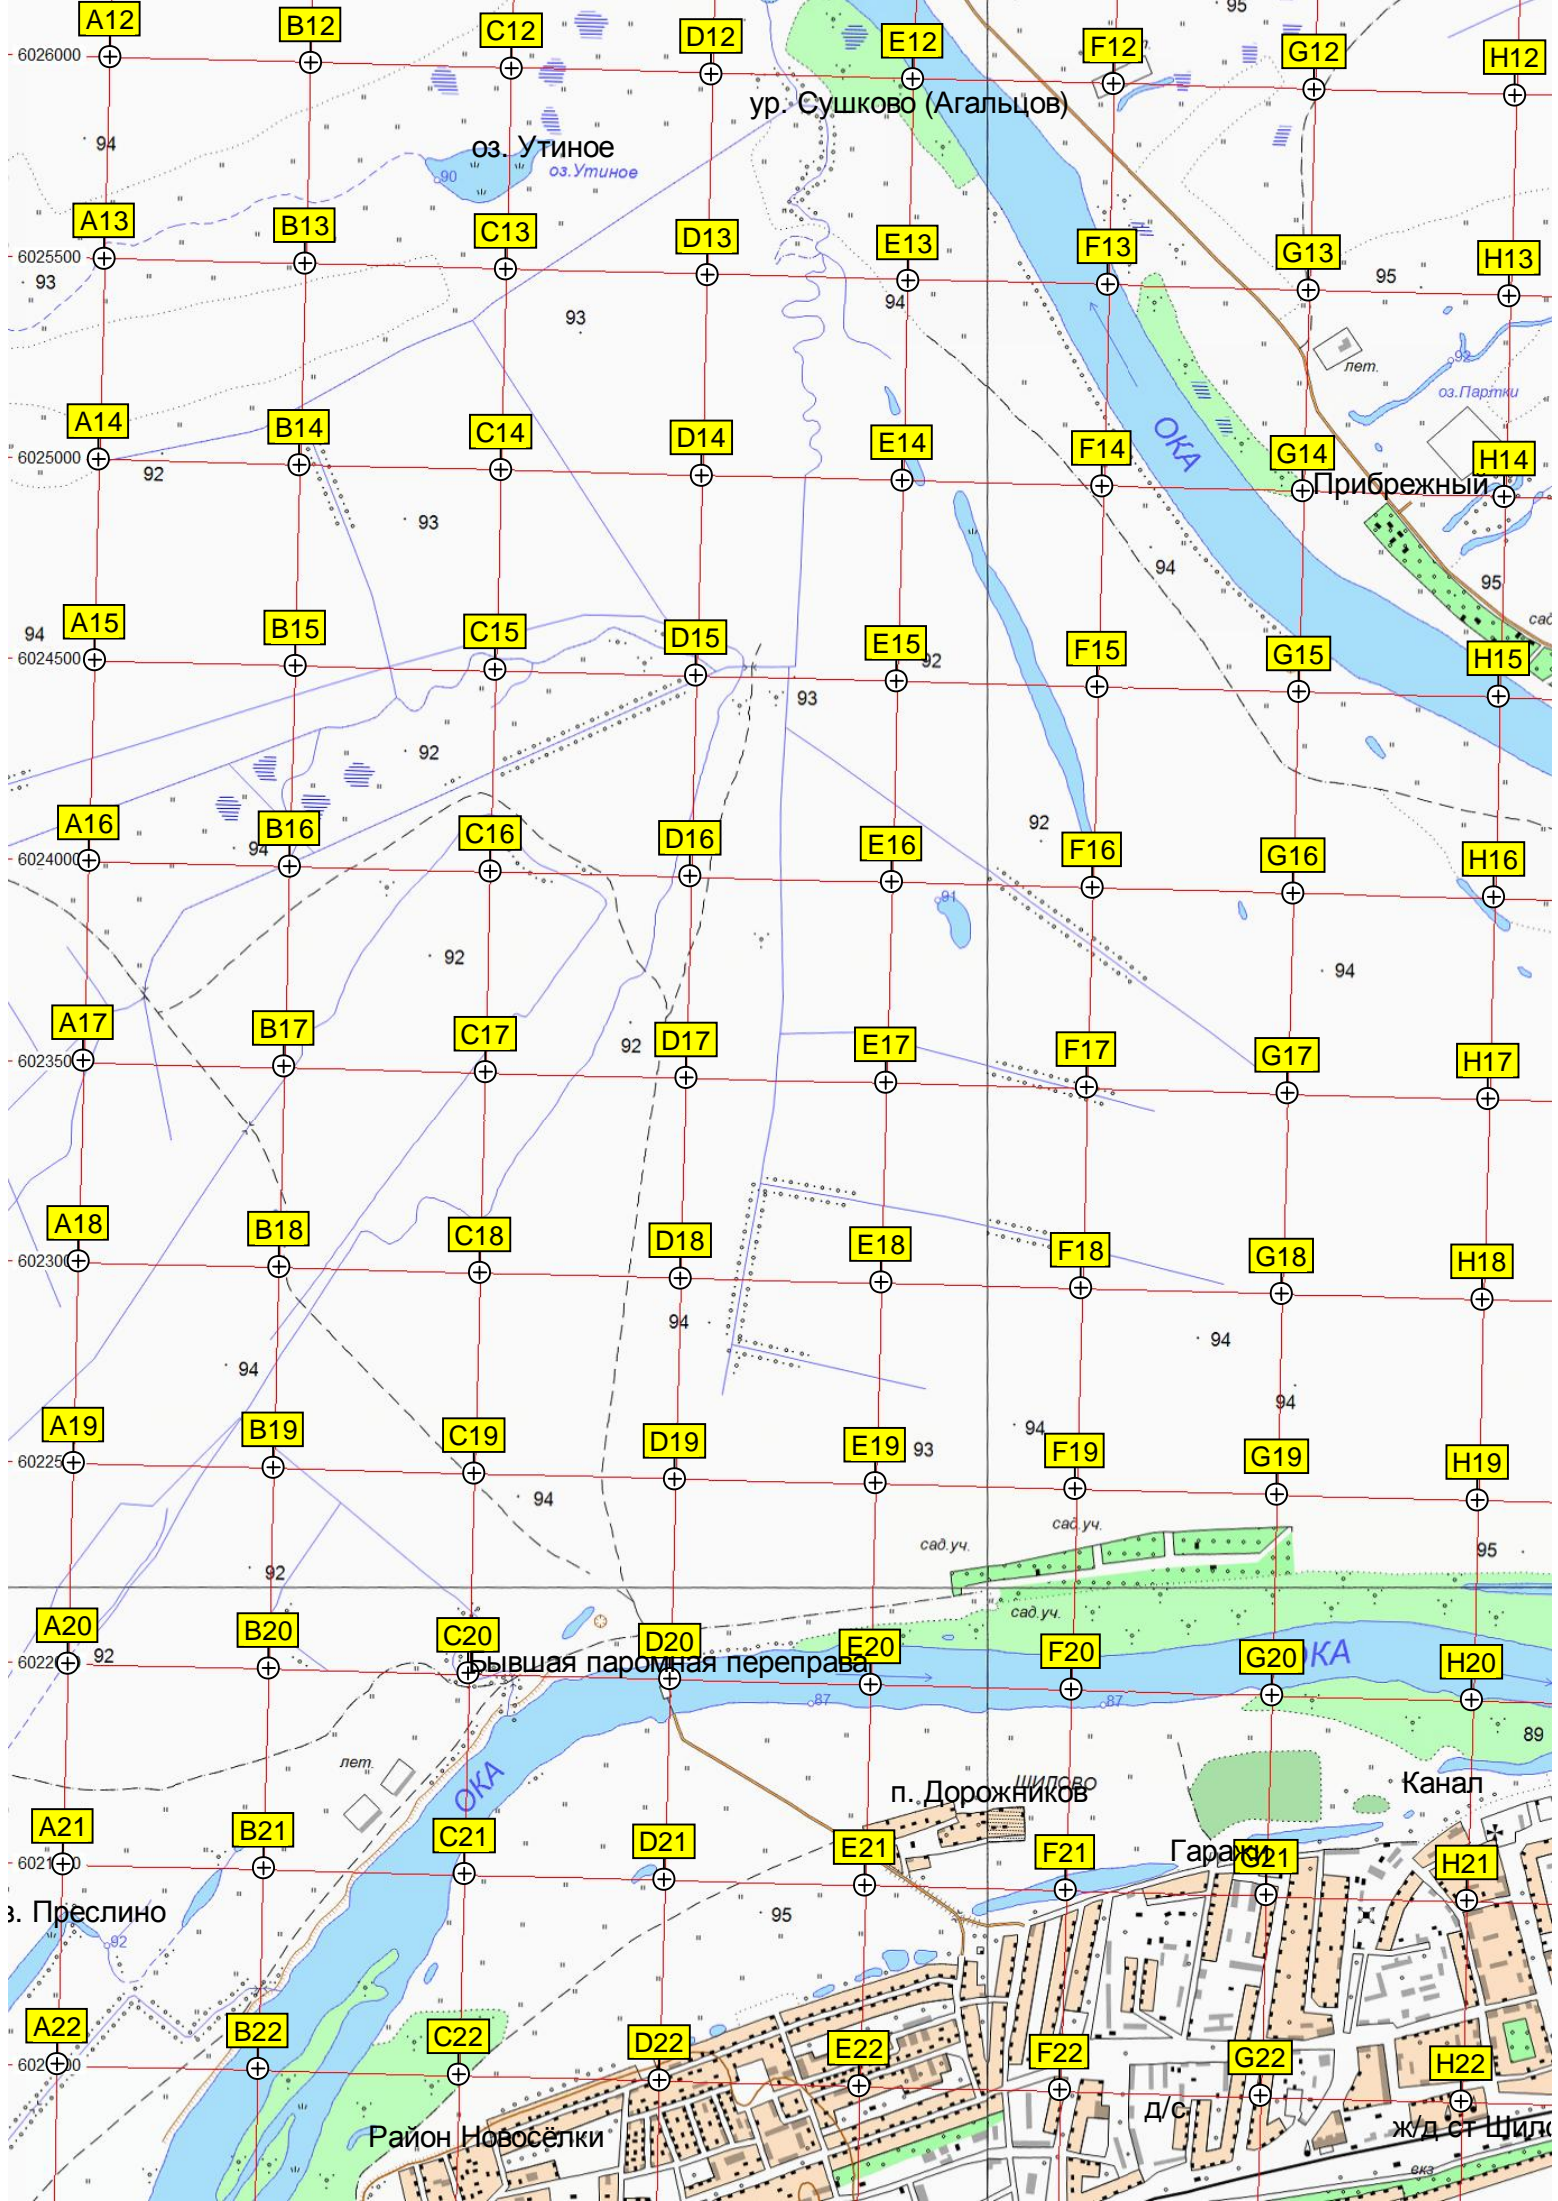 95
A12 B12 C12 D12 E12 F12 G12 H12
6026000
ур. Сушково (Агальцов)
94
оз. Утиное
оз.Утиное
90
A13 B13 C13 D13 E13 F13 G13 H13
6025500
93
95
94
93
92
лет.
оз.Партки
ОКА
A14 B14 C14 D14 E14 F14 G14 H14
6025000
92
Прибрежный
93
94
95
сад
A15 B15 C15 D15 E15 F15 G15 H15
94
6024500
92
93
92
92
A16 B16 C16 D16 E16 F16 G16 H16
94
6024000
91
92
94
92
A17 B17 C17 D17 E17 F17 G17 H17
602350
A18 B18 C18 D18 E18 F18 G18 H18
602300
94
94
94
94
A19 B19 C19 D19 E19 F19 G19 H19
94
93
60225
94
сад.уч.
сад.уч.
95
92
сад.уч.
A20 B20 C20 D20 E20 F20 G20 H20
92
ОКА
Бывшая паромная переправа
87
87
89
лет.
ОКА
ШИЛОВО
п. Дорожников
Канал
A21 B21 C21 D21 E21 F21 G21 H21
Гаражи
з. Преслино
95
92
A22 B22 C22 D22 E22 F22 G22 H22
д/с
Район Новосёлки
ж/д ст Шило
вкз